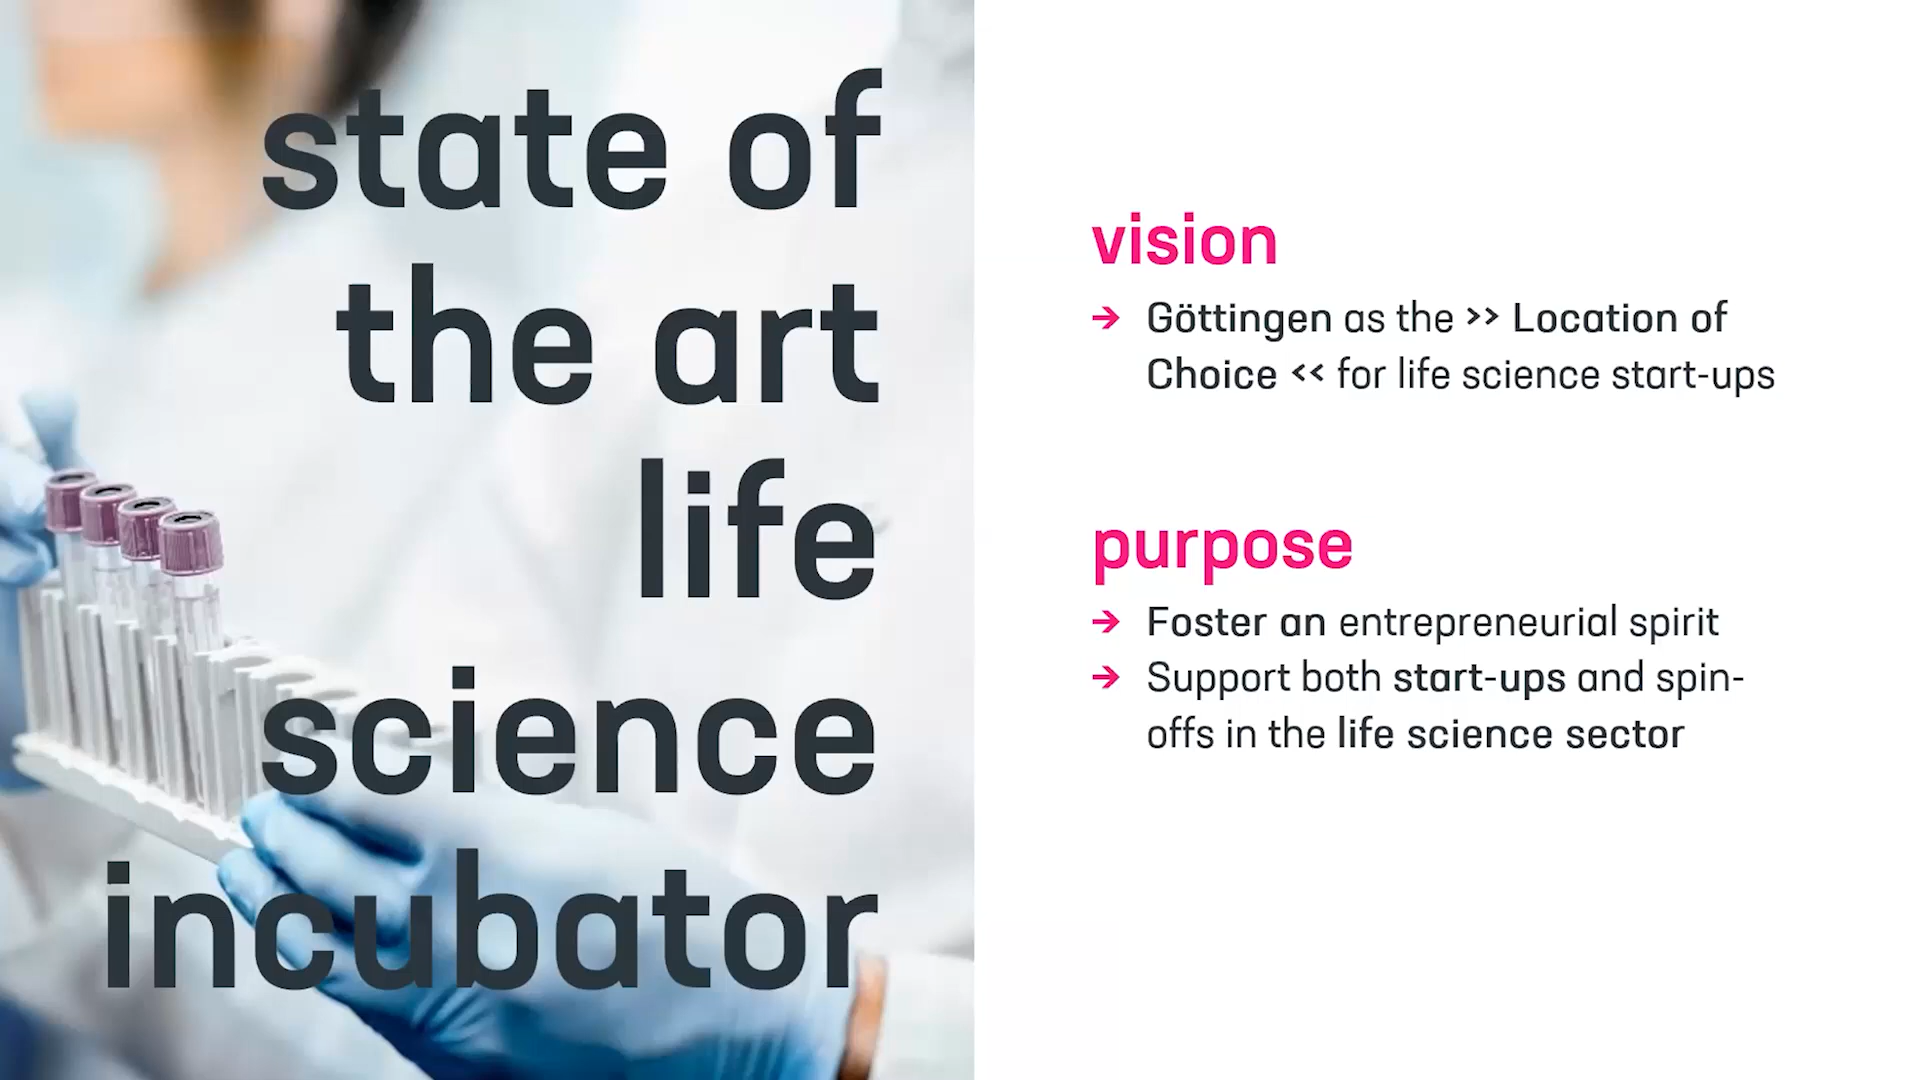 state of
the art
life
science
incubator
vision
→ Göttingen as the >> Location of
Choice << for life science start-ups
purpose
→ Foster an entrepreneurial spirit
→ Support both start-ups and spin-
offs in the life science sector